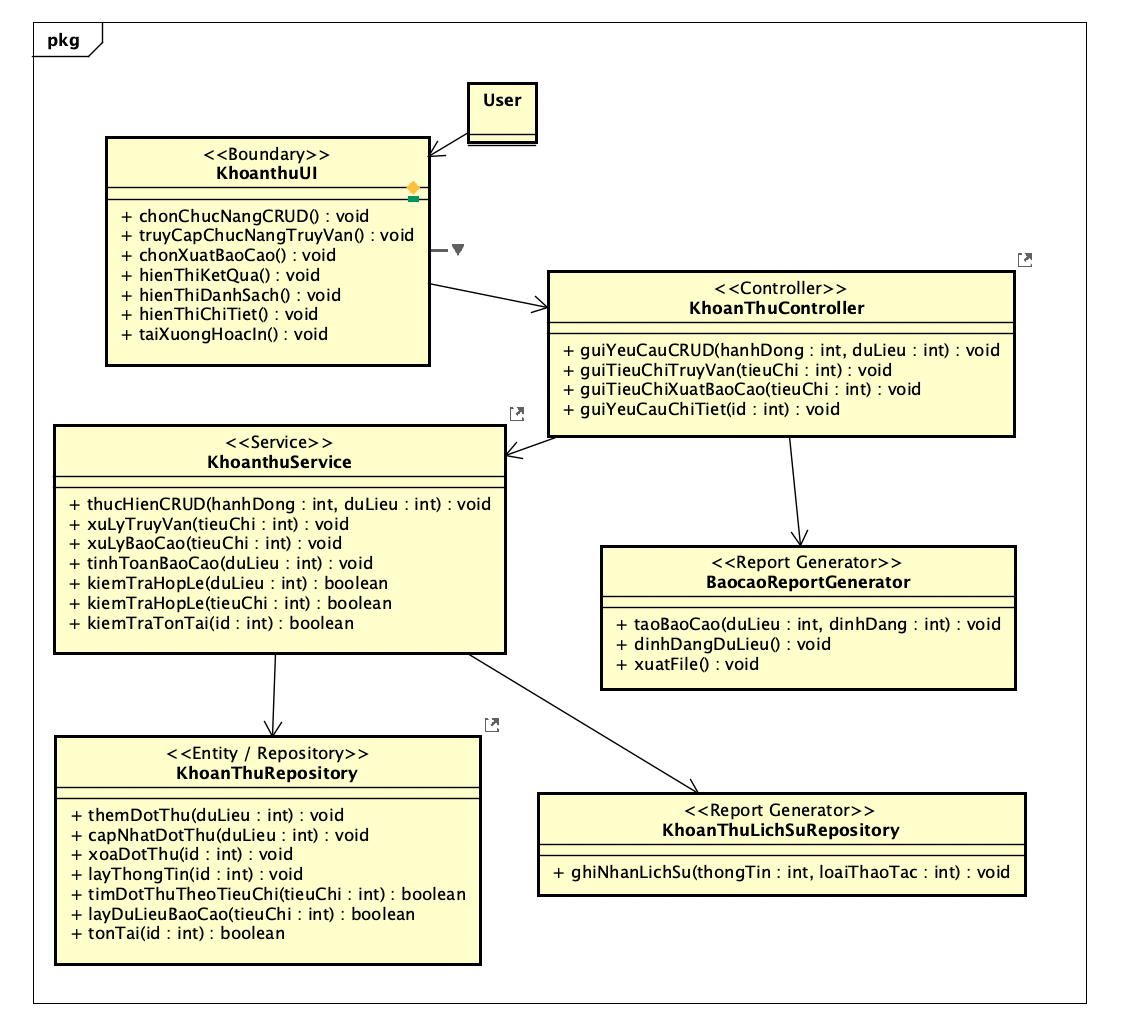 pkg
User
<<Boundary>>
KhoanthuUI
+ chonChucNangCRUD() : void
+ truyCapChucNangTruyVan() : void
+ chonXuatBaoCao() : void
+ hienThiKetQua() : void
+ hienThiDanhSach() : void
+ hienThiChiTiet() : void
+ taiXuongHoacIn() : void
<<Controller>>
KhoanThuController
+ guiYeuCauCRUD(hanhDong : int, duLieu : int) : void
+ guiTieuChiTruyVan(tieuChi : int) : void
+ guiTieuChiXuatBaoCao(tieuChi : int) : void
+ guiYeuCauChiTiet(id : int) : void
<<Service>>
KhoanthuService
+ thucHienCRUD(hanhDong : int, duLieu : int) : void
+ xuLyTruyVan(tieuChi : int) : void
+ xuLyBaoCao(tieuChi : int) : void
+ tinhToanBaoCao(duLieu : int) : void
+ kiemTraHopLe(duLieu : int) : boolean
+ kiemTraHopLe(tieuChi : int) : boolean
+ kiemTraTonTai(id : int) : boolean
<<Report Generator>>
BaocaoReportGenerator
+ taoBaoCao(duLieu : int, dinhDang : int) : void
+ dinhDangDuLieu() : void
+ xuatFile() : void
<<Entity / Repository>>
KhoanThuRepository
+ themDotThu(duLieu : int) : void
+ capNhatDotThu(duLieu : int) : void
+ xoaDotThu(id : int) : void
+ layThongTin(id : int) : void
+ timDotThuTheoTieuChi(tieuChi : int) : boolean
+ layDuLieuBaoCao(tieuChi : int) : boolean
+ tonTai(id : int) : boolean
<<Report Generator>>
KhoanThuLichSuRepository
+ ghiNhanLichSu(thongTin : int, loaiThaoTac : int) : void